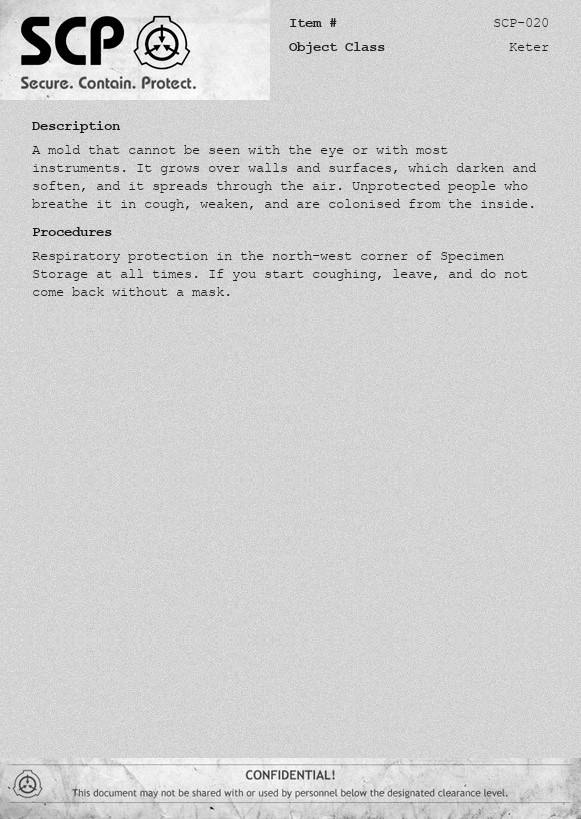 SCP
Secure. Contain. Protect.
Item # SCP-020
Object Class Keter
Description
A mold that cannot be seen with the eye or with most
instruments. It grows over walls and surfaces, which darken and
soften, and it spreads through the air. Unprotected people who
breathe it in cough, weaken, and are colonised from the inside.
Procedures
Respiratory protection in the north-west corner of Specimen
Storage at all times. If you start coughing, leave, and do not
come back without a mask.
CONFIDENTIAL!
This document may not be shared with or used by personnel below the designated clearance level.